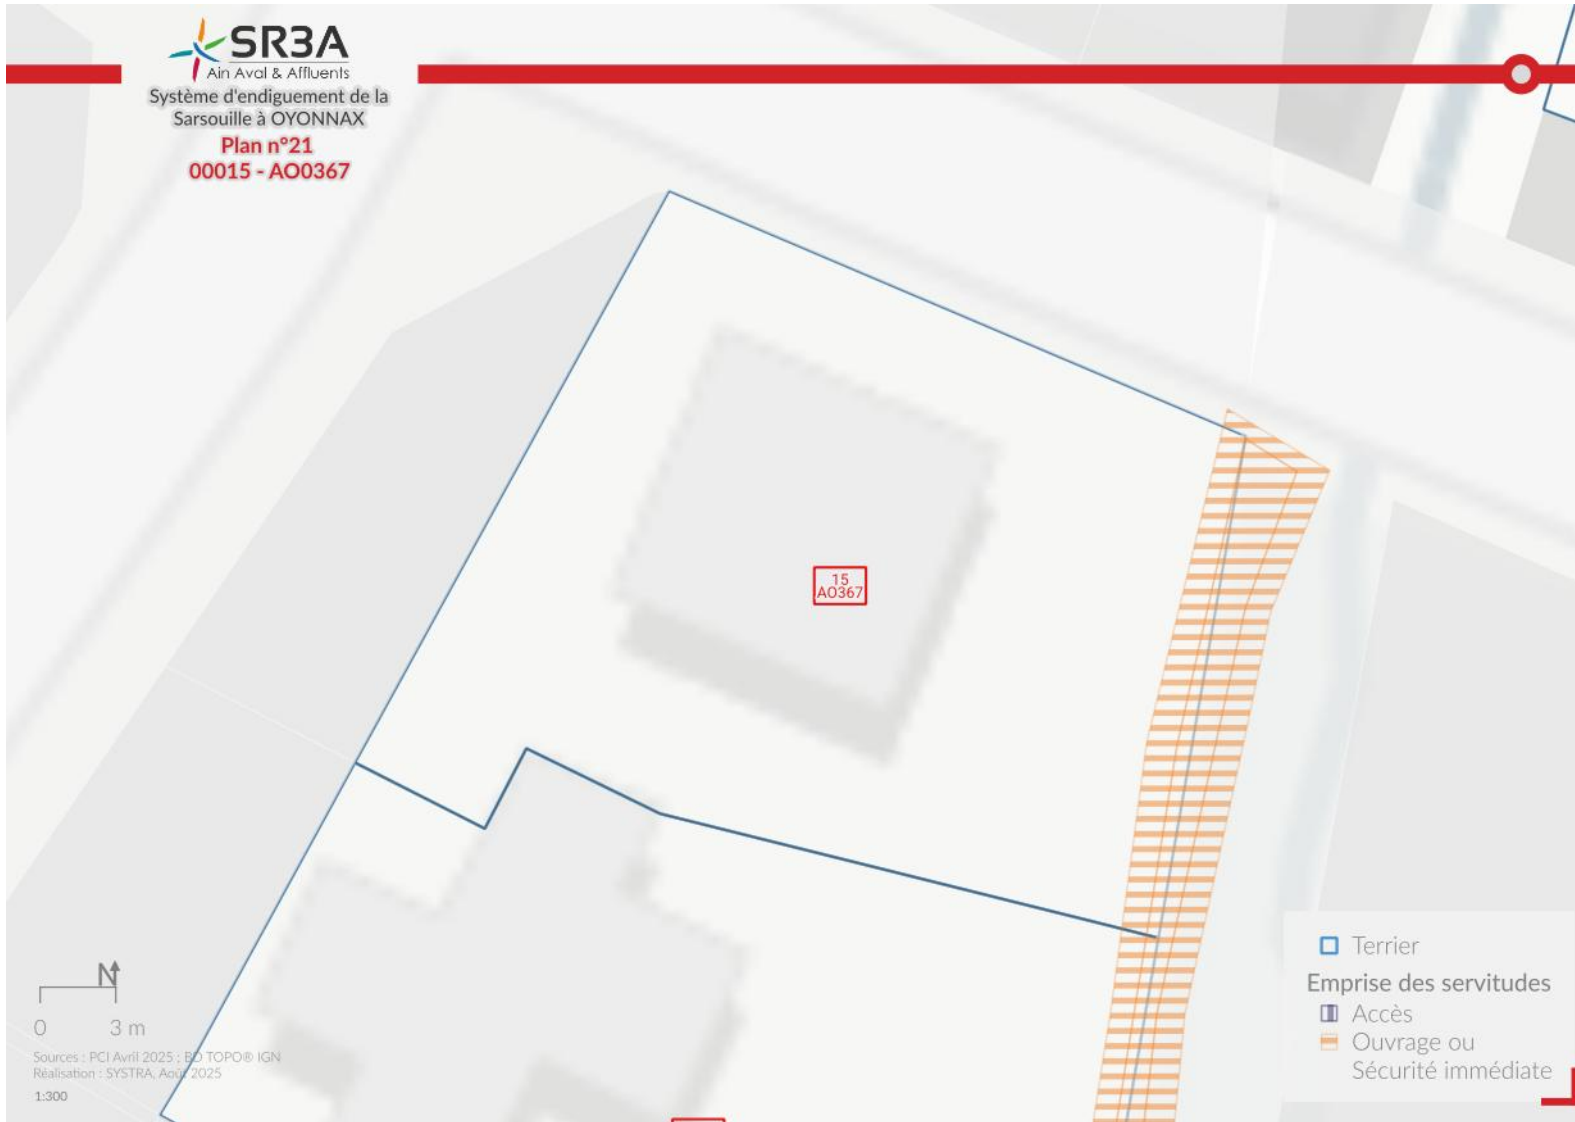 SR3A
Ain Aval & Affluents
Système d'endiguement de la
Sarsouille à OYONNAX
Plan n°21
00015 - AO0367
15
AO367
N
0 3 m
Sources : PCI Avril 2025 ; BD TOPO® IGN
Réalisation : SYSTRA, Août 2025
1:300
Terrier
Emprise des servitudes
Accès
Ouvrage ou
Sécurité immédiate